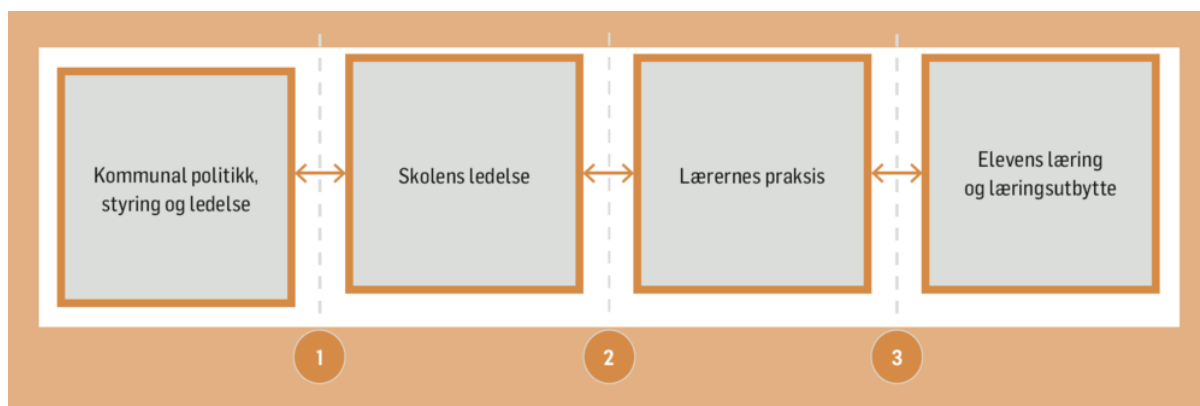 Kommunal politikk,
styring og ledelse
Skolens ledelse
Lærernes praksis
Elevens læring
og læringsutbytte
1
2
3